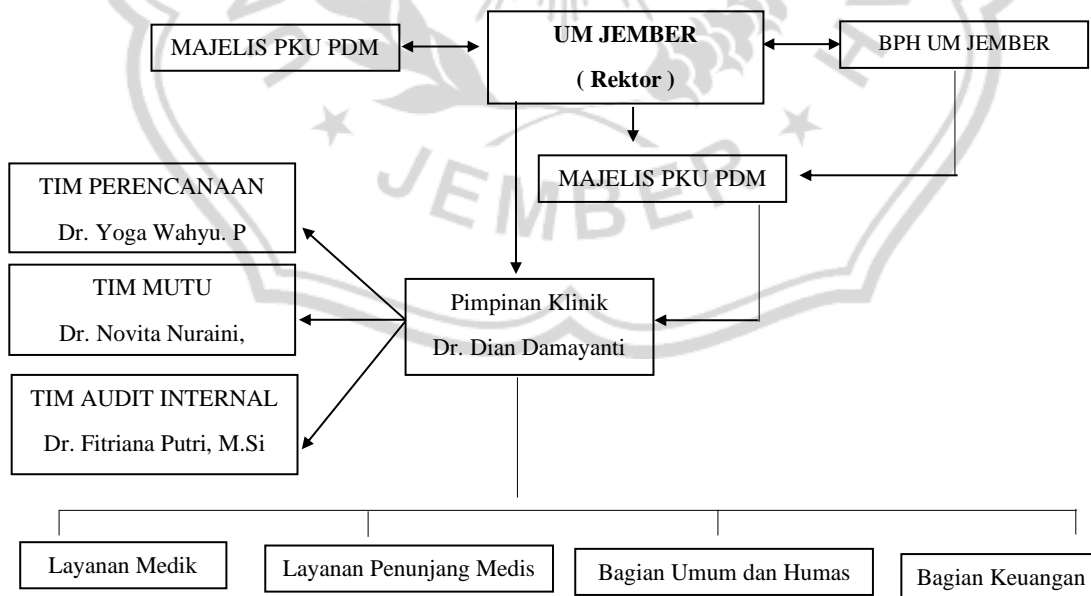 MAJELIS PKU PDM
UM JEMBER
( Rektor )
BPH UM JEMBER
MAJELIS PKU PDM
JEMBER
TIM PERENCANAAN
Dr. Yoga Wahyu. P
TIM MUTU
Dr. Novita Nuraini,
TIM AUDIT INTERNAL
Dr. Fitriana Putri, M.Si
Pimpinan Klinik
Dr. Dian Damayanti
Layanan Medik
Layanan Penunjang Medis
Bagian Umum dan Humas
Bagian Keuangan